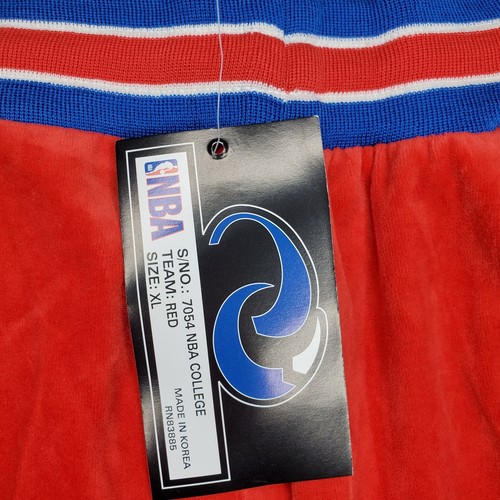 NBA
S/NO.: 7054 NBA COLLEGE
TEAM: RED
SIZE: XL
MADE IN KOREA
RN83885